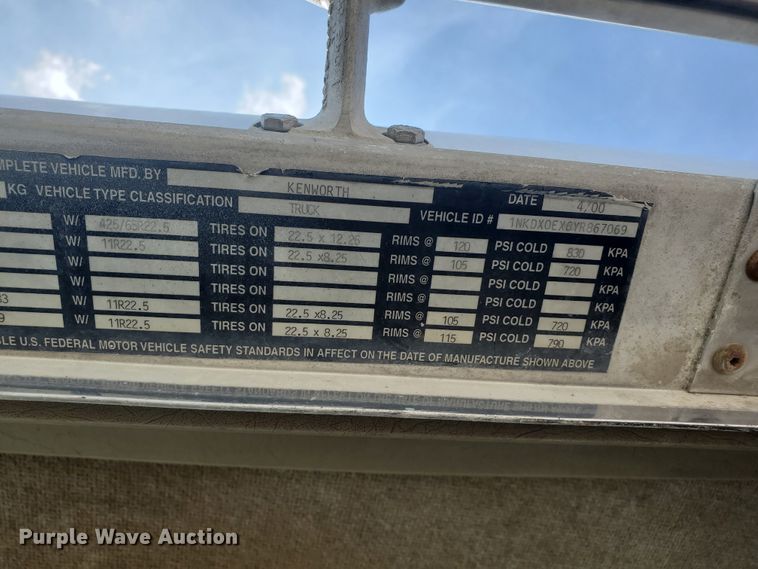 MPLETE VEHICLE MFD. BY KENWORTH DATE 4/00
KG VEHICLE TYPE CLASSIFICATION TRUCK VEHICLE ID # 1NKDX0EX6YR867069
W/ 425/65R22.5 TIRES ON 22.5 x 12.25 RIMS @ 120 PSI COLD 830 KPA
W/ 11R22.5 TIRES ON 22.5 x8.25 RIMS @ 105 PSI COLD 720 KPA
W/ TIRES ON RIMS @ PSI COLD KPA
W/ TIRES ON RIMS @ PSI COLD KPA
83 W/ 11R22.5 TIRES ON 22.5 x8.25 RIMS @ 105 PSI COLD 720 KPA
9 W/ 11R22.5 TIRES ON 22.5 x 8.25 RIMS @ 115 PSI COLD 790 KPA
BLE U.S. FEDERAL MOTOR VEHICLE SAFETY STANDARDS IN AFFECT ON THE DATE OF MANUFACTURE SHOWN ABOVE
Purple Wave Auction